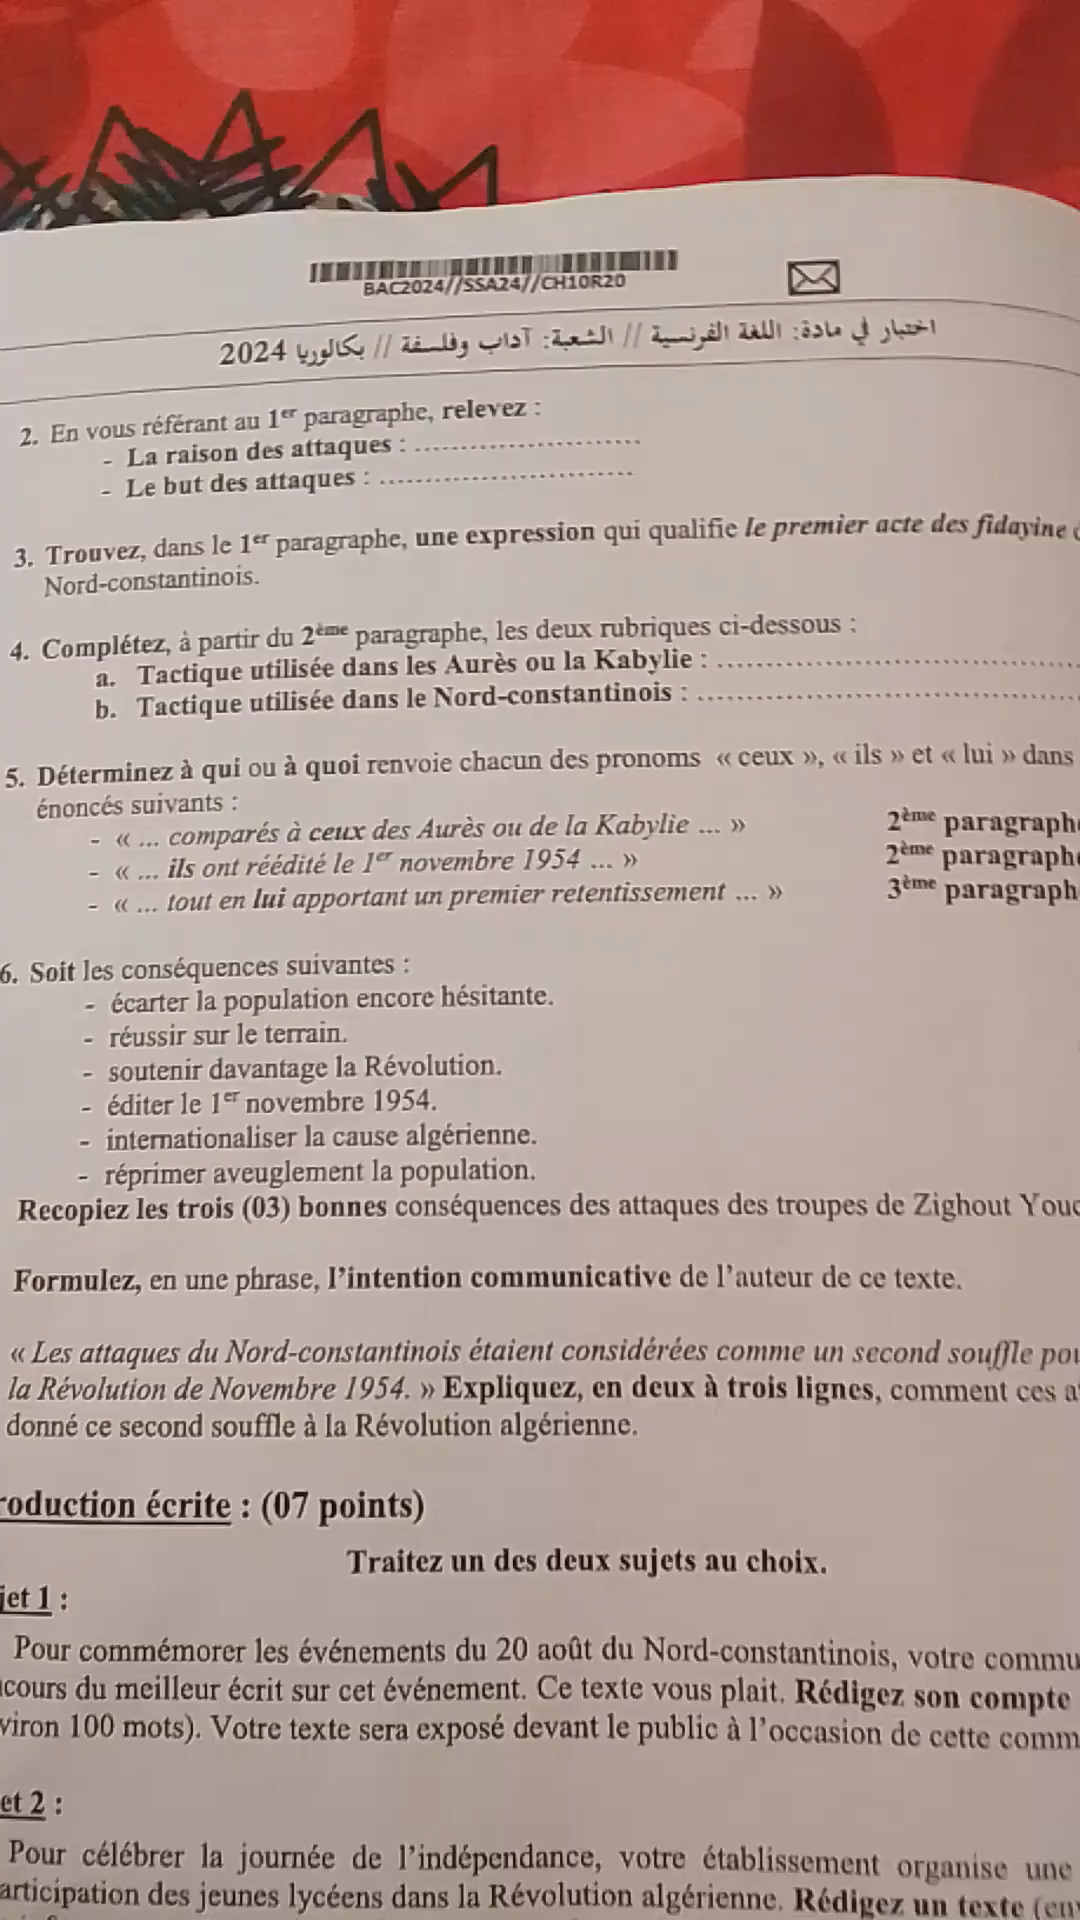 BAC2024//SSA24//CH10R20
اختبار في مادة: اللغة الفرنسية // الشعبة: آداب وفلسفة // بكالوريا 2024
2. En vous référant au 1er paragraphe, relevez :
- La raison des attaques : ..............................
- Le but des attaques : ..................................
3. Trouvez, dans le 1er paragraphe, une expression qui qualifie le premier acte des fidayine
Nord-constantinois.
4. Complétez, à partir du 2ème paragraphe, les deux rubriques ci-dessous :
a. Tactique utilisée dans les Aurès ou la Kabylie : ..............................
b. Tactique utilisée dans le Nord-constantinois : ..............................
5. Déterminez à qui ou à quoi renvoie chacun des pronoms « ceux », « ils » et « lui » dans
énoncés suivants :
- « ... comparés à ceux des Aurès ou de la Kabylie ... » 2ème paragraphe
- « ... ils ont réédité le 1er novembre 1954 ... » 2ème paragraphe
- « ... tout en lui apportant un premier retentissement ... » 3ème paragraph
6. Soit les conséquences suivantes :
- écarter la population encore hésitante.
- réussir sur le terrain.
- soutenir davantage la Révolution.
- éditer le 1er novembre 1954.
- internationaliser la cause algérienne.
- réprimer aveuglement la population.
Recopiez les trois (03) bonnes conséquences des attaques des troupes de Zighout Youc
Formulez, en une phrase, l'intention communicative de l'auteur de ce texte.
« Les attaques du Nord-constantinois étaient considérées comme un second souffle pou
la Révolution de Novembre 1954. » Expliquez, en deux à trois lignes, comment ces a
donné ce second souffle à la Révolution algérienne.
roduction écrite : (07 points)
Traitez un des deux sujets au choix.
jet 1 :
Pour commémorer les événements du 20 août du Nord-constantinois, votre commu
cours du meilleur écrit sur cet événement. Ce texte vous plait. Rédigez son compte
viron 100 mots). Votre texte sera exposé devant le public à l'occasion de cette comm
et 2 :
Pour célébrer la journée de l'indépendance, votre établissement organise une
articipation des jeunes lycéens dans la Révolution algérienne. Rédigez un texte (en